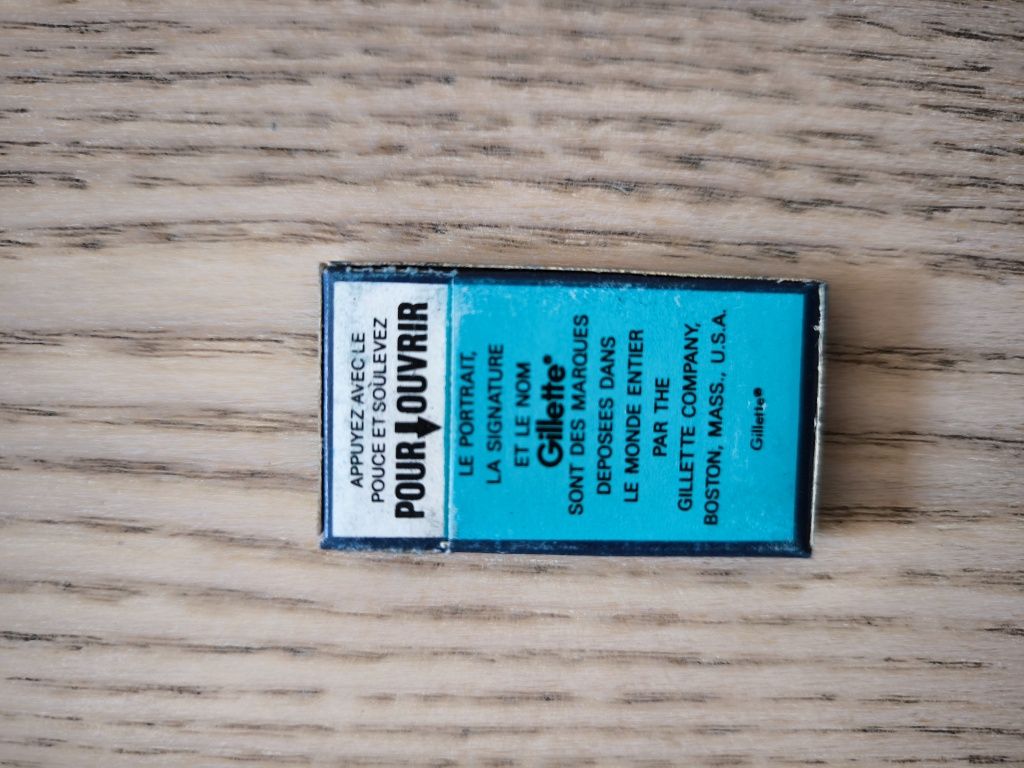 APPUYEZ AVEC LE
POUCE ET SOULEVEZ
POUR OUVRIR
LE PORTRAIT,
LA SIGNATURE
ET LE NOM
Gillette®
SONT DES MARQUES
DEPOSEES DANS
LE MONDE ENTIER
PAR THE
GILLETTE COMPANY,
BOSTON, MASS., U.S.A.
Gillette®